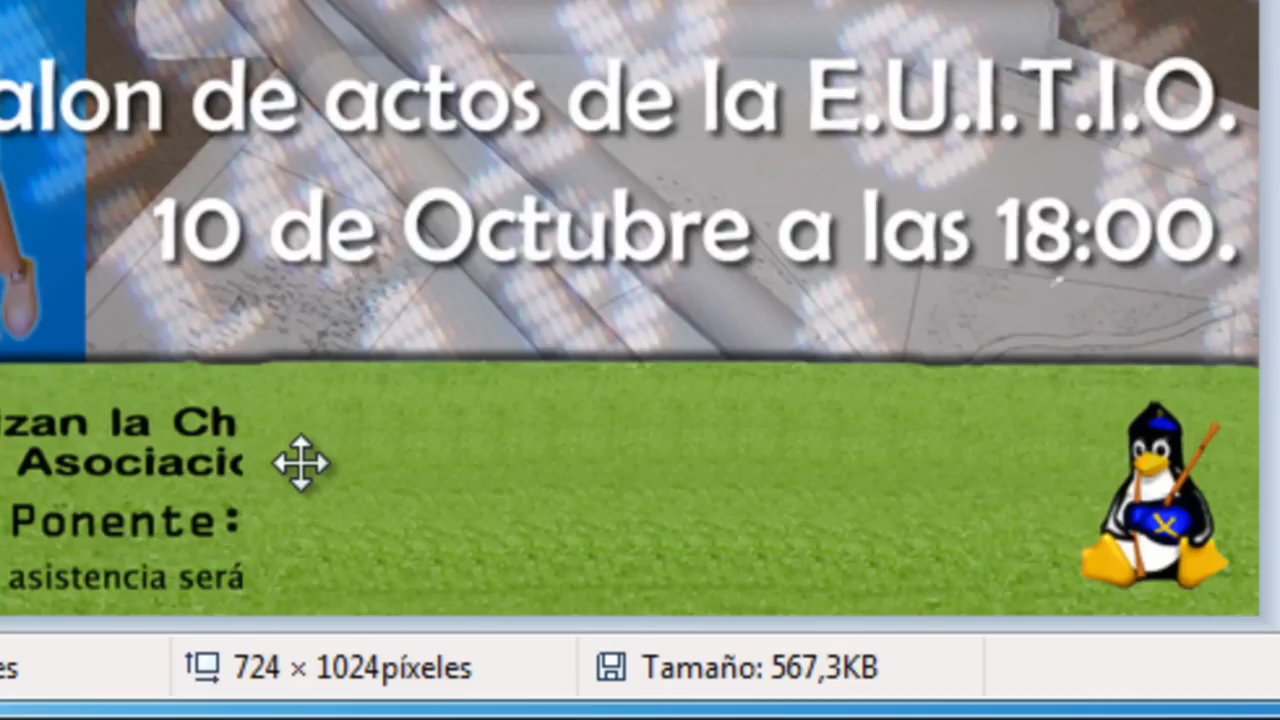 alon de actos de la E.U.I.T.I.O.
10 de Octubre a las 18:00.
izan la Ch
Asociació
Ponente:
asistencia será
es
724 × 1024píxeles
Tamaño: 567,3KB